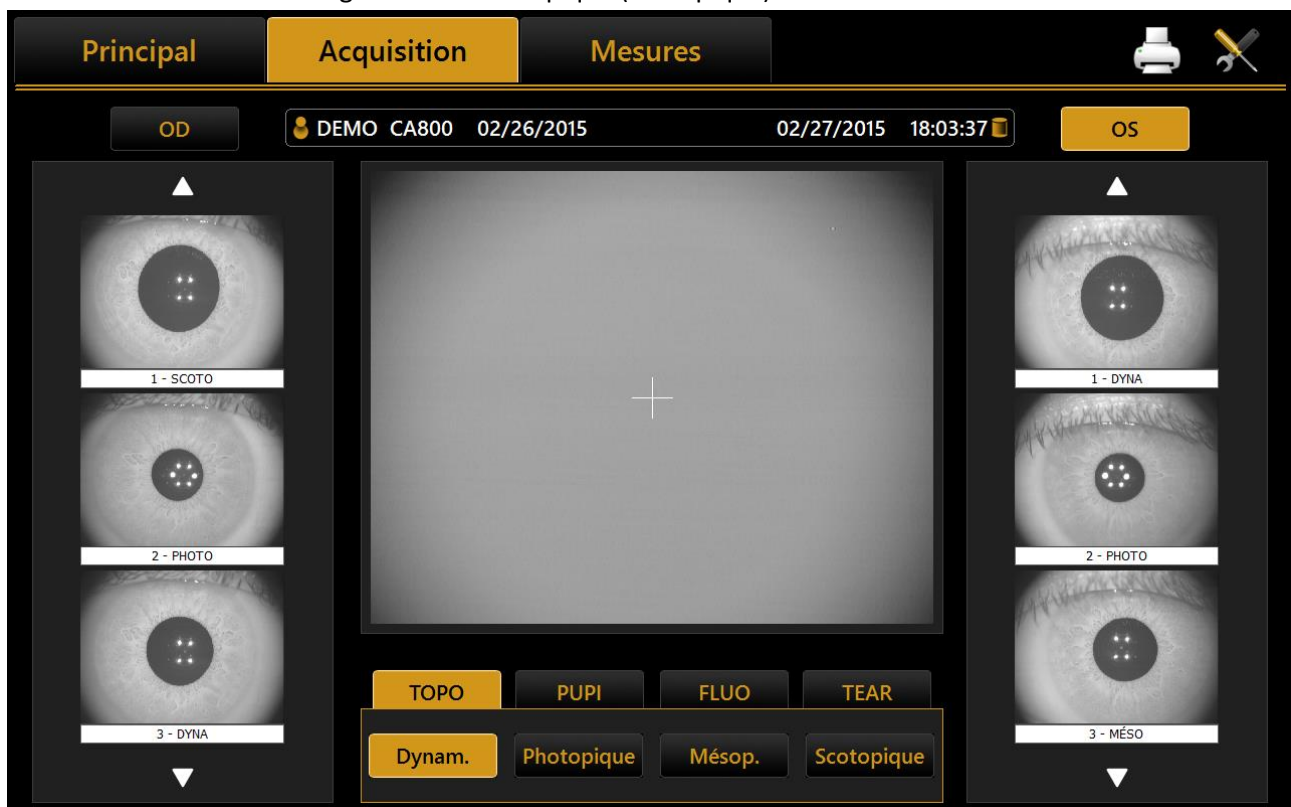 Principal Acquisition Mesures
OD DEMO CA800 02/26/2015 02/27/2015 18:03:37 OS
1 - SCOTO
1 - DYNA
2 - PHOTO
2 - PHOTO
3 - DYNA
3 - MÉSO
TOPO PUPI FLUO TEAR
Dynam. Photopique Mésop. Scotopique